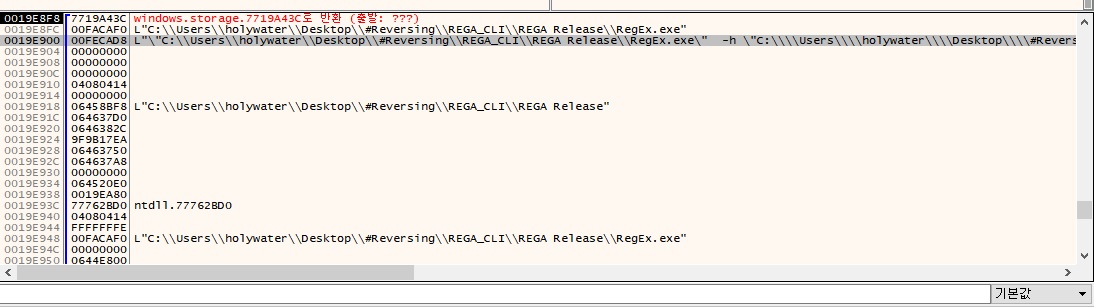 0019E8F8 7719A43C windows.storage.7719A43C로 반환 (출발: ???)
0019E8FC 00FACAF0 L"C:\\Users\\holywater\\Desktop\\#Reversing\\REGA_CLI\\REGA Release\\RegEx.exe"
0019E900 00FECAD8 L"\"C:\\Users\\holywater\\Desktop\\#Reversing\\REGA_CLI\\REGA Release\\RegEx.exe\"  -h \"C:\\\\Users\\\\holywater\\\\Desktop\\\\#Revers
0019E904 00000000
0019E908 00000000
0019E90C 00000000
0019E910 04080414
0019E914 00000000
0019E918 06458BF8 L"C:\\Users\\holywater\\Desktop\\#Reversing\\REGA_CLI\\REGA Release"
0019E91C 064637D0
0019E920 0646382C
0019E924 9F9B17EA
0019E928 06463750
0019E92C 064637A8
0019E930 00000000
0019E934 064520E0
0019E938 0019EA80
0019E93C 77762BD0 ntdll.77762BD0
0019E940 04080414
0019E944 FFFFFFFE
0019E948 00FACAF0 L"C:\\Users\\holywater\\Desktop\\#Reversing\\REGA_CLI\\REGA Release\\RegEx.exe"
0019E94C 00000000
0019E950 0644E800
기본값